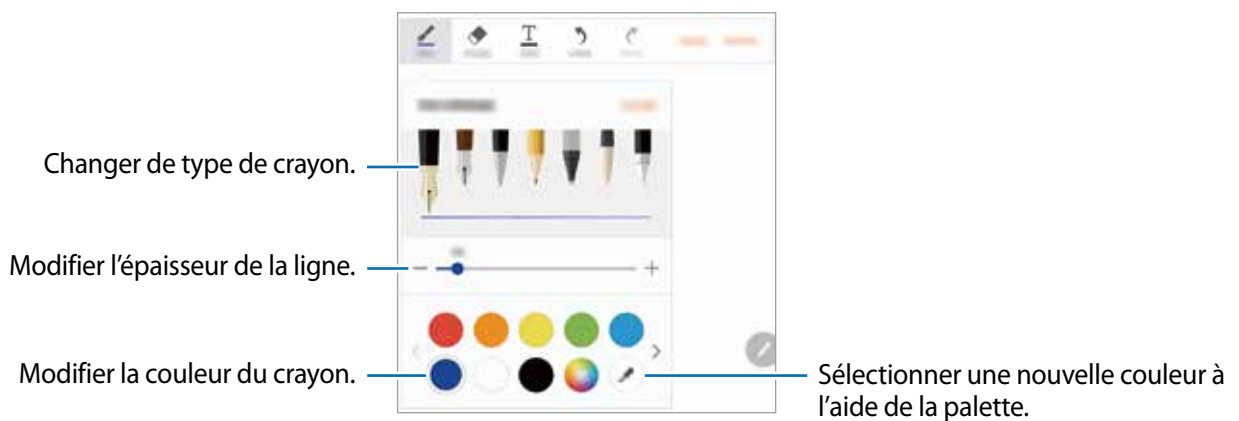 Changer de type de crayon.
Modifier l'épaisseur de la ligne.
Modifier la couleur du crayon.
Sélectionner une nouvelle couleur à
l'aide de la palette.